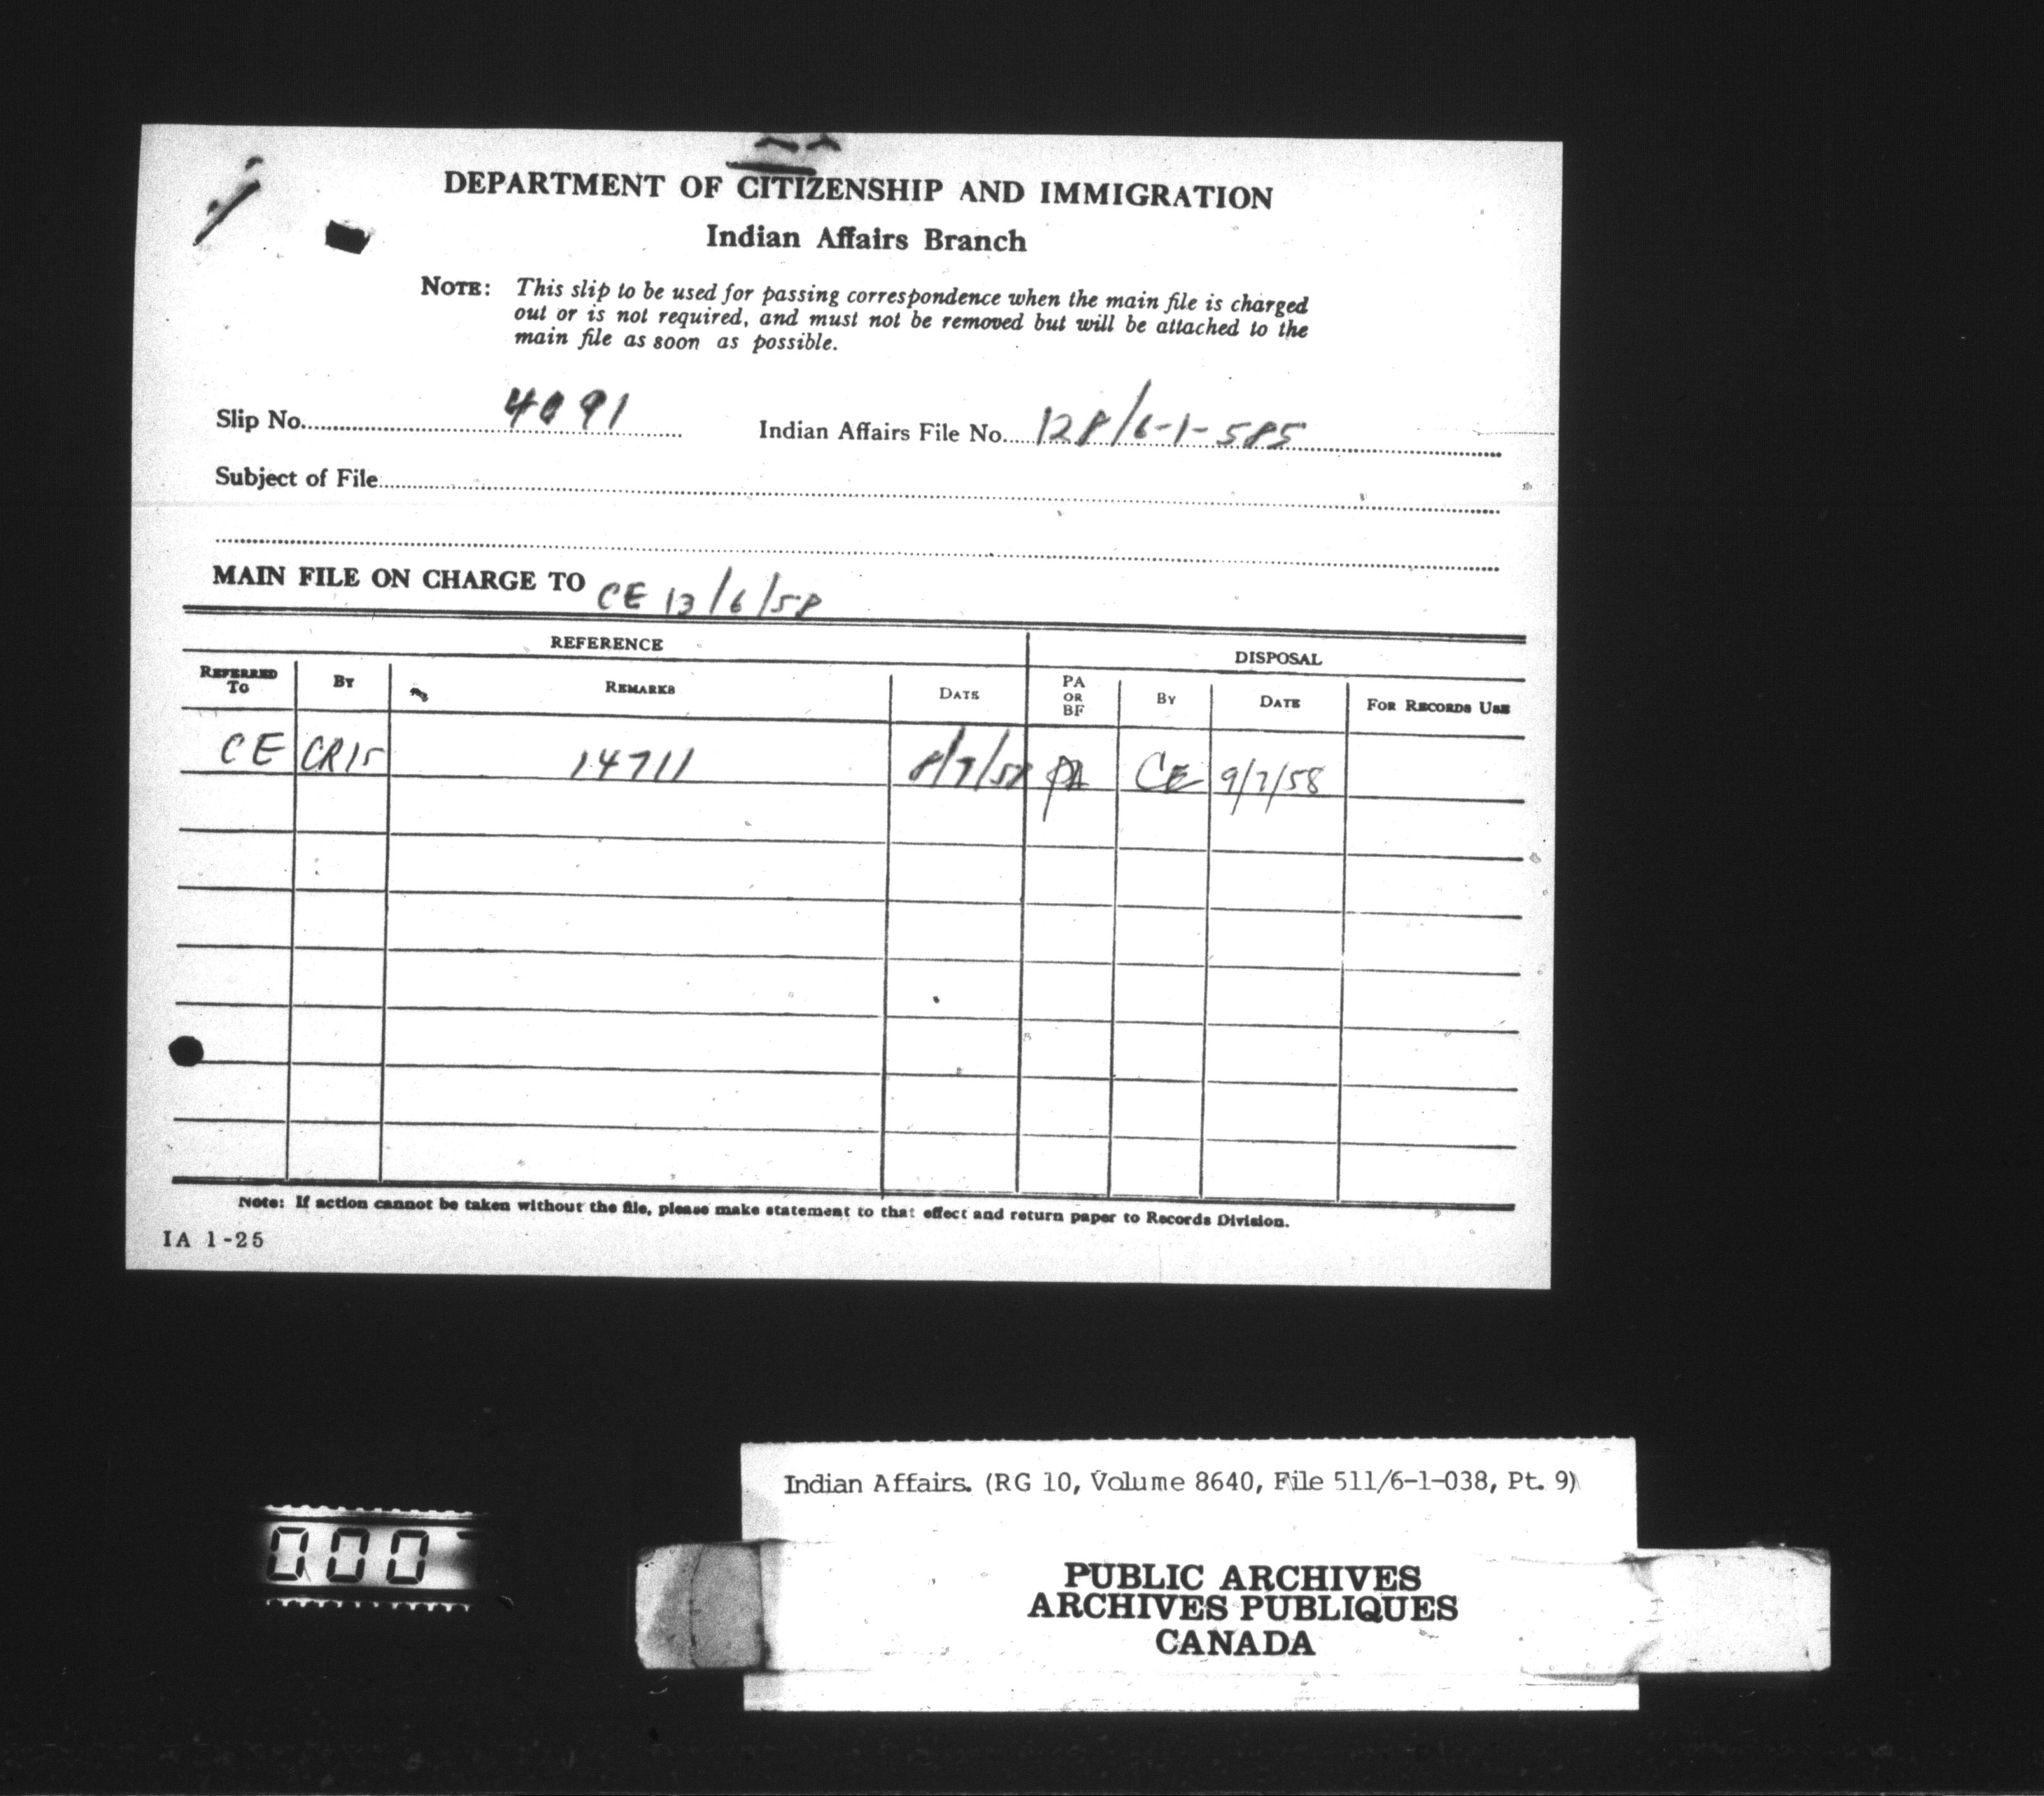 DEPARTMENT OF CITIZENSHIP AND IMMIGRATION
Indian Affairs Branch
NOTE: This slip to be used for passing correspondence when the main file is charged
out or is not required, and must not be removed but will be attached to the
main file as soon as possible.
Slip No. 4091 Indian Affairs File No. 128/6-1-585
Subject of File
MAIN FILE ON CHARGE TO CE 13/6/58
REFERENCE DISPOSAL
REFERRED TO BY REMARKS DATE PA OR BF BY DATE FOR RECORDS USE
CE CR15 14711 8/7/58 PA CE 9/7/58
Note: If action cannot be taken without the file, please make statement to that effect and return paper to Records Division.
IA 1-25
Indian Affairs. (RG 10, Volume 8640, File 511/6-1-038, Pt. 9)
000
PUBLIC ARCHIVES
ARCHIVES PUBLIQUES
CANADA